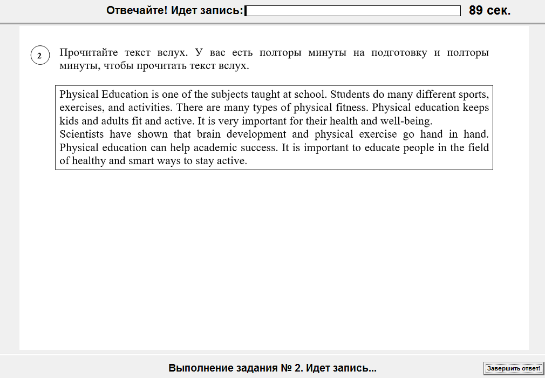 Отвечайте! Идет запись: 89 сек.
2 Прочитайте текст вслух. У вас есть полторы минуты на подготовку и полторы
минуты, чтобы прочитать текст вслух.
Physical Education is one of the subjects taught at school. Students do many different sports,
exercises, and activities. There are many types of physical fitness. Physical education keeps
kids and adults fit and active. It is very important for their health and well-being.
Scientists have shown that brain development and physical exercise go hand in hand.
Physical education can help academic success. It is important to educate people in the field
of healthy and smart ways to stay active.
Выполнение задания № 2. Идет запись...
Завершить ответ!